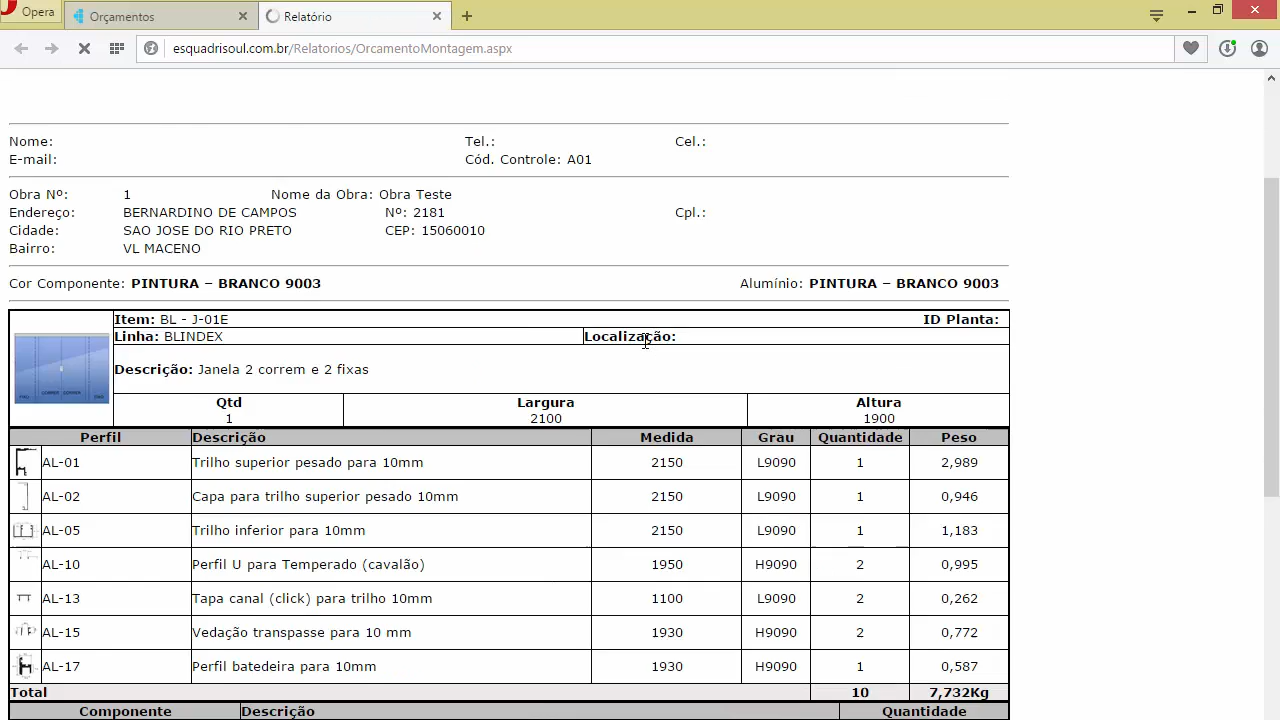 Opera
Orçamentos
Relatório
esquadrisoul.com.br/Relatorios/OrcamentoMontagem.aspx
Nome: Tel.: Cel.:
E-mail: Cód. Controle: A01
Obra Nº: 1 Nome da Obra: Obra Teste
Endereço: BERNARDINO DE CAMPOS Nº: 2181 Cpl.:
Cidade: SAO JOSE DO RIO PRETO CEP: 15060010
Bairro: VL MACENO
Cor Componente: PINTURA – BRANCO 9003 Alumínio: PINTURA – BRANCO 9003
Item: BL - J-01E ID Planta:
Linha: BLINDEX Localização:
Descrição: Janela 2 correm e 2 fixas
Qtd Largura Altura
1 2100 1900
Perfil Descrição Medida Grau Quantidade Peso
AL-01 Trilho superior pesado para 10mm 2150 L9090 1 2,989
AL-02 Capa para trilho superior pesado 10mm 2150 L9090 1 0,946
AL-05 Trilho inferior para 10mm 2150 L9090 1 1,183
AL-10 Perfil U para Temperado (cavalão) 1950 H9090 2 0,995
AL-13 Tapa canal (click) para trilho 10mm 1100 L9090 2 0,262
AL-15 Vedação transpasse para 10 mm 1930 H9090 2 0,772
AL-17 Perfil batedeira para 10mm 1930 H9090 1 0,587
Total 10 7,732Kg
Componente Descrição Quantidade